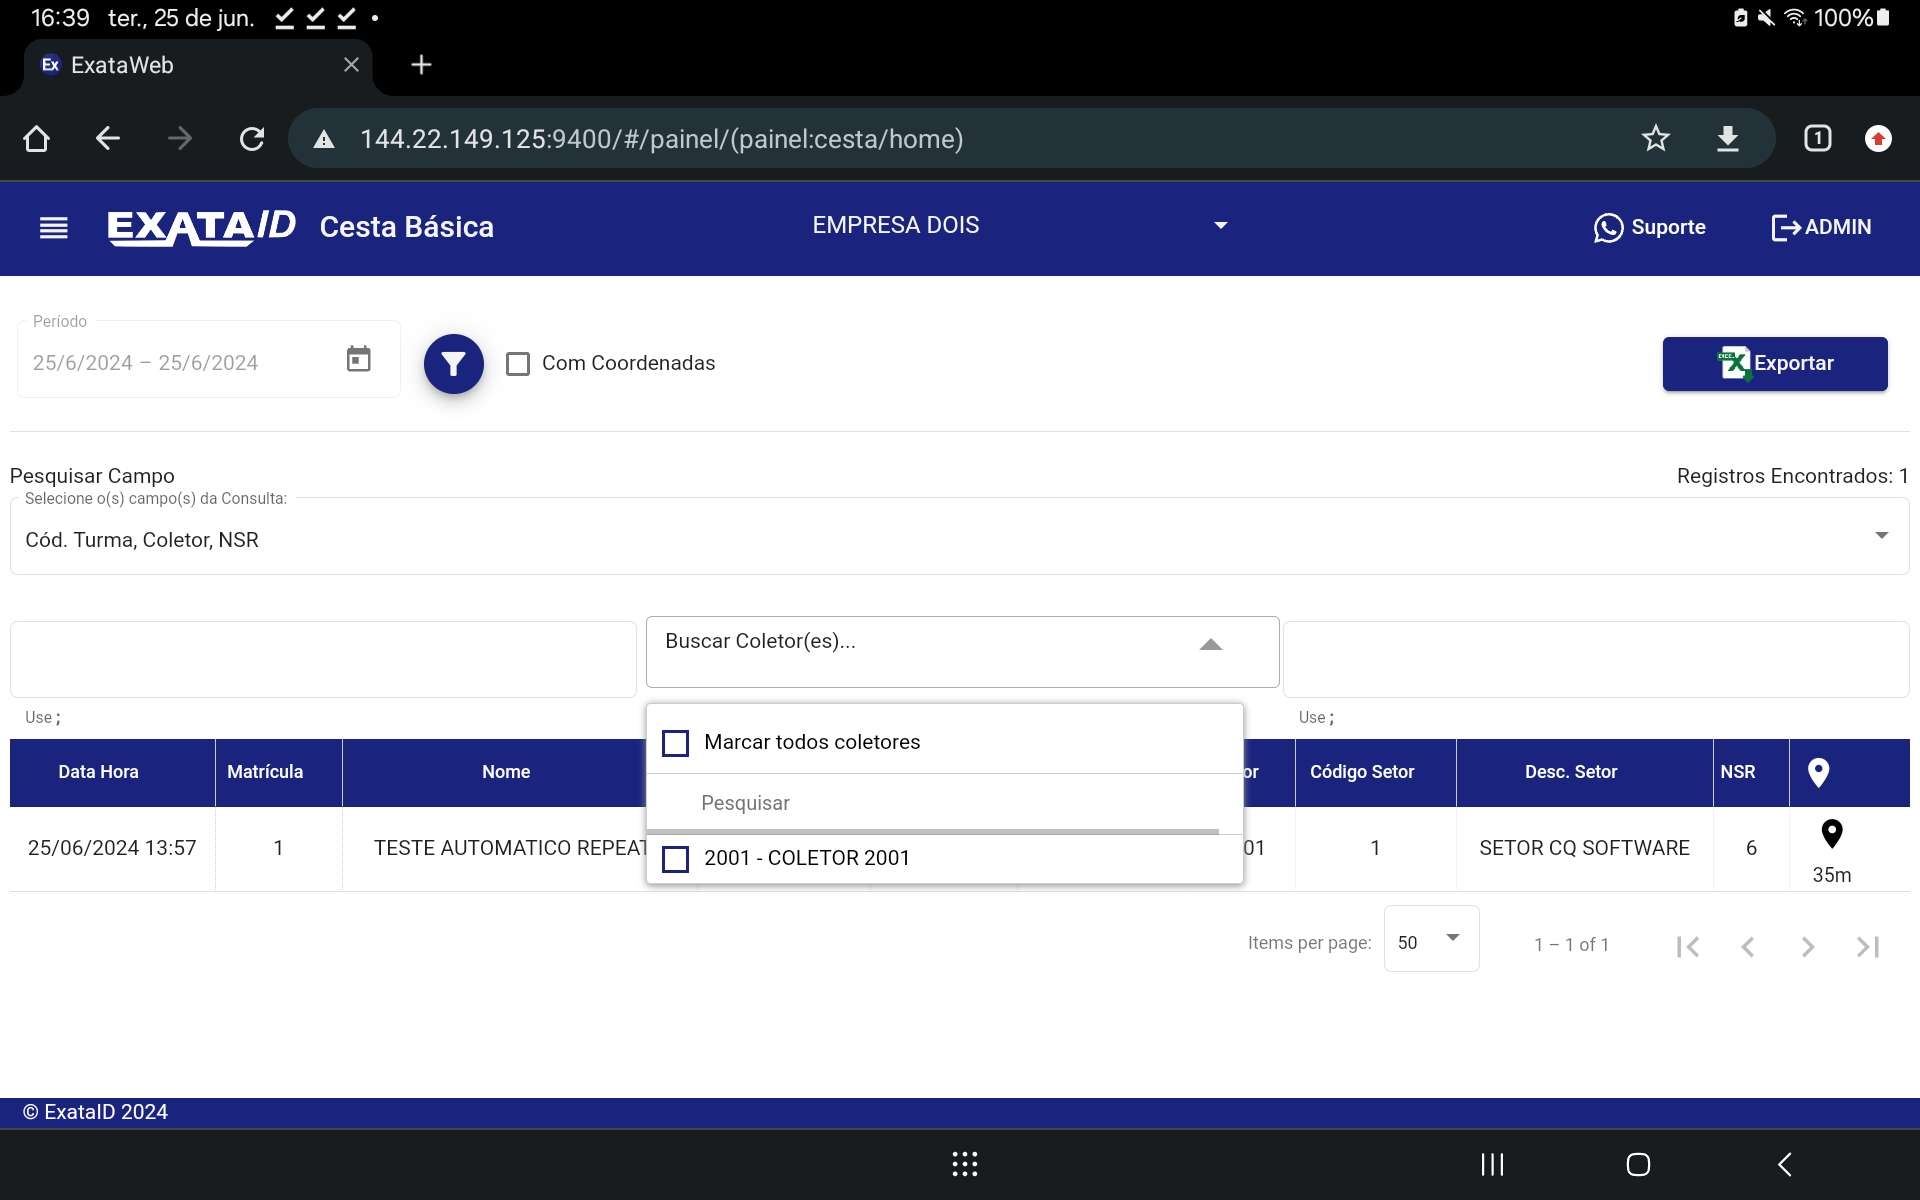 16:39 ter., 25 de jun. 100%
Ex ExataWeb
144.22.149.125:9400/#/painel/(painel:cesta/home)
1
EXATA ID Cesta Básica EMPRESA DOIS Suporte ADMIN
Período
25/6/2024 – 25/6/2024
Com Coordenadas
Exportar
Pesquisar Campo Registros Encontrados: 1
Selecione o(s) campo(s) da Consulta:
Cód. Turma, Coletor, NSR
Buscar Coletor(es)...
Use ; Use ;
Marcar todos coletores
Data Hora Matrícula Nome or Código Setor Desc. Setor NSR
Pesquisar
25/06/2024 13:57 1 TESTE AUTOMATICO REPEAT 01 1 SETOR CQ SOFTWARE 6
2001 - COLETOR 2001
35m
Items per page: 50 1 – 1 of 1
© ExataID 2024